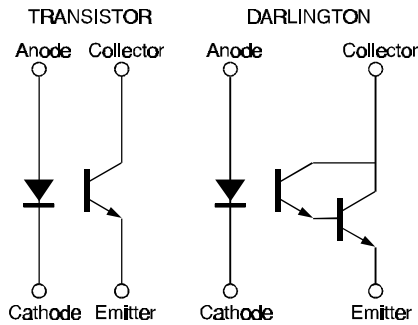 TRANSISTOR DARLINGTON
Anode Collector Anode Collector
Cathode Emitter Cathode Emitter